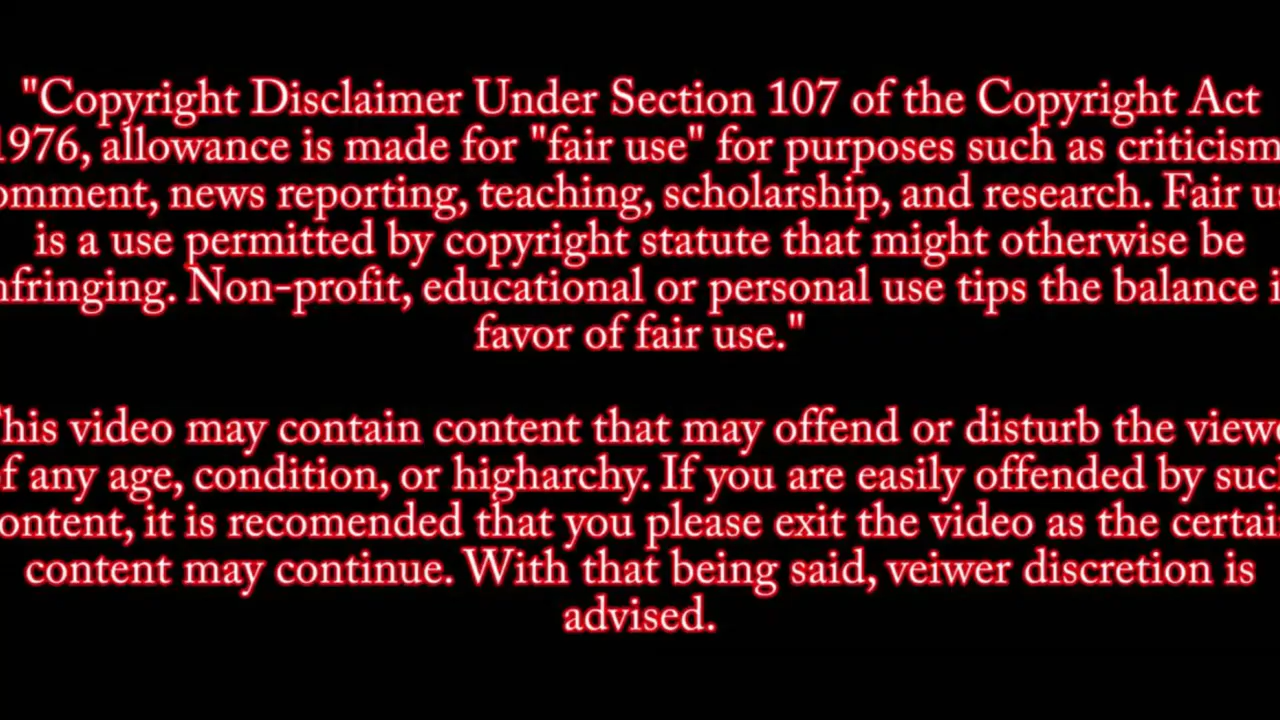 "Copyright Disclaimer Under Section 107 of the Copyright Act
1976, allowance is made for "fair use" for purposes such as criticism
omment, news reporting, teaching, scholarship, and research. Fair u
is a use permitted by copyright statute that might otherwise be
nfringing. Non-profit, educational or personal use tips the balance i
favor of fair use."
his video may contain content that may offend or disturb the viewe
f any age, condition, or higharchy. If you are easily offended by suc
ontent, it is recomended that you please exit the video as the certai
content may continue. With that being said, veiwer discretion is
advised.